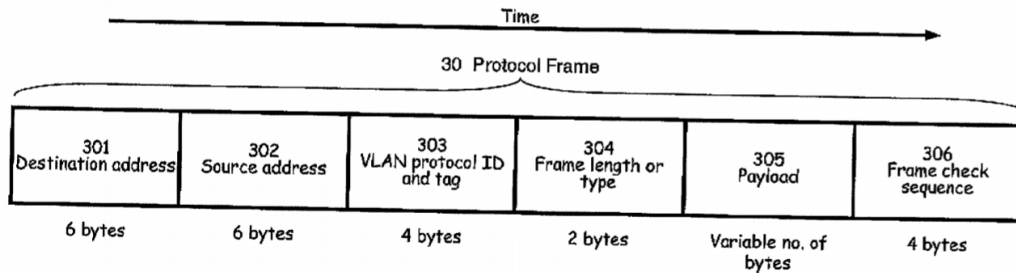 Time
30 Protocol Frame
301
Destination address
302
Source address
303
VLAN protocol ID
and tag
304
Frame length or
type
305
Payload
306
Frame check
sequence
6 bytes
6 bytes
4 bytes
2 bytes
Variable no. of
bytes
4 bytes